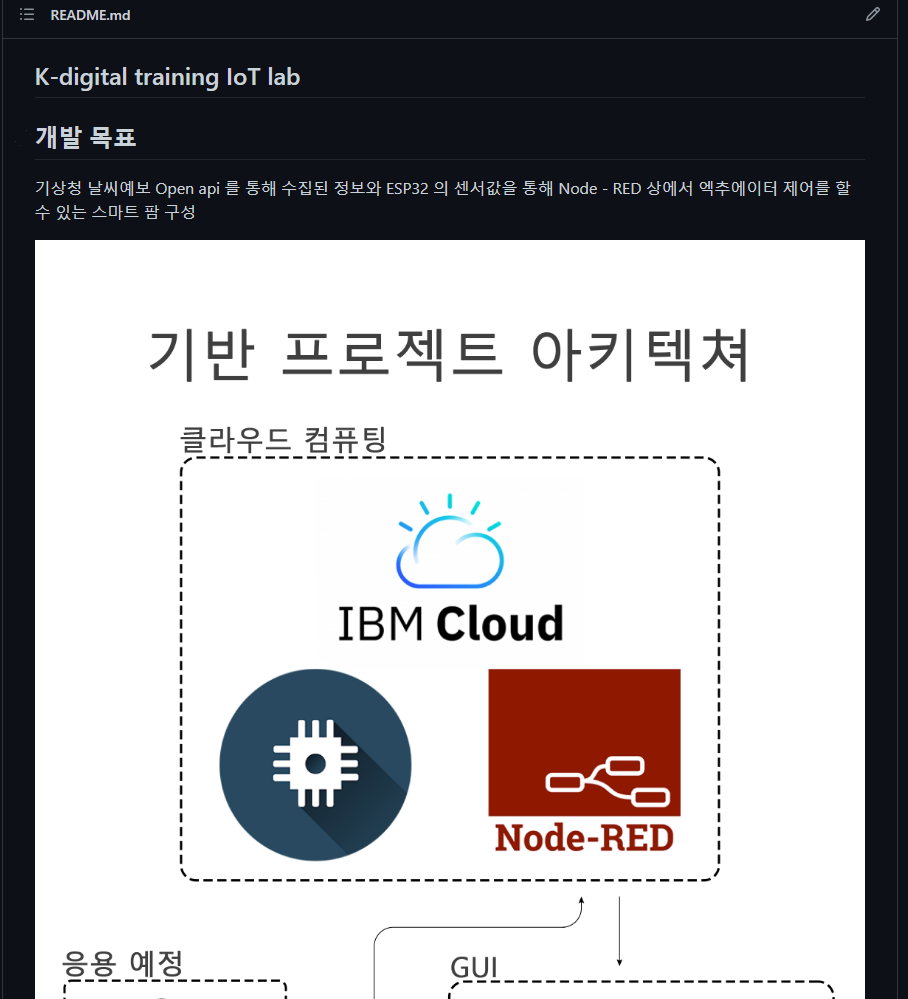 README.md
K-digital training IoT lab
개발 목표
기상청 날씨예보 Open api 를 통해 수집된 정보와 ESP32 의 센서값을 통해 Node - RED 상에서 엑추에이터 제어를 할
수 있는 스마트 팜 구성
기반 프로젝트 아키텍쳐
클라우드 컴퓨팅
IBM Cloud
Node-RED
응용 예정
GUI